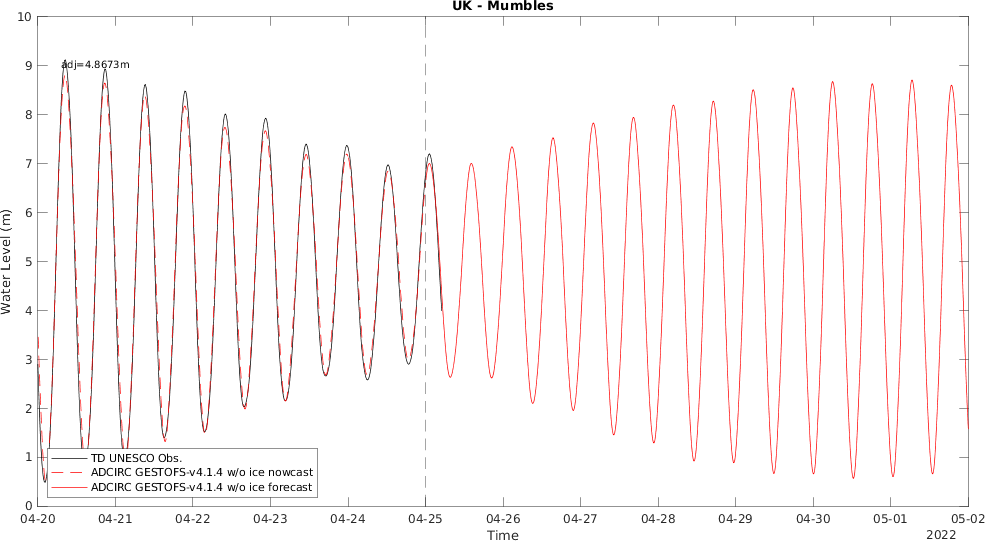 UK - Mumbles
10
9
8
7
6
5
4
3
2
1
0
Water Level (m)
adj=4.8673m
TD UNESCO Obs.
ADCIRC GESTOFS-v4.1.4 w/o ice nowcast
ADCIRC GESTOFS-v4.1.4 w/o ice forecast
04-20 04-21 04-22 04-23 04-24 04-25 04-26 04-27 04-28 04-29 04-30 05-01 05-02
Time
2022